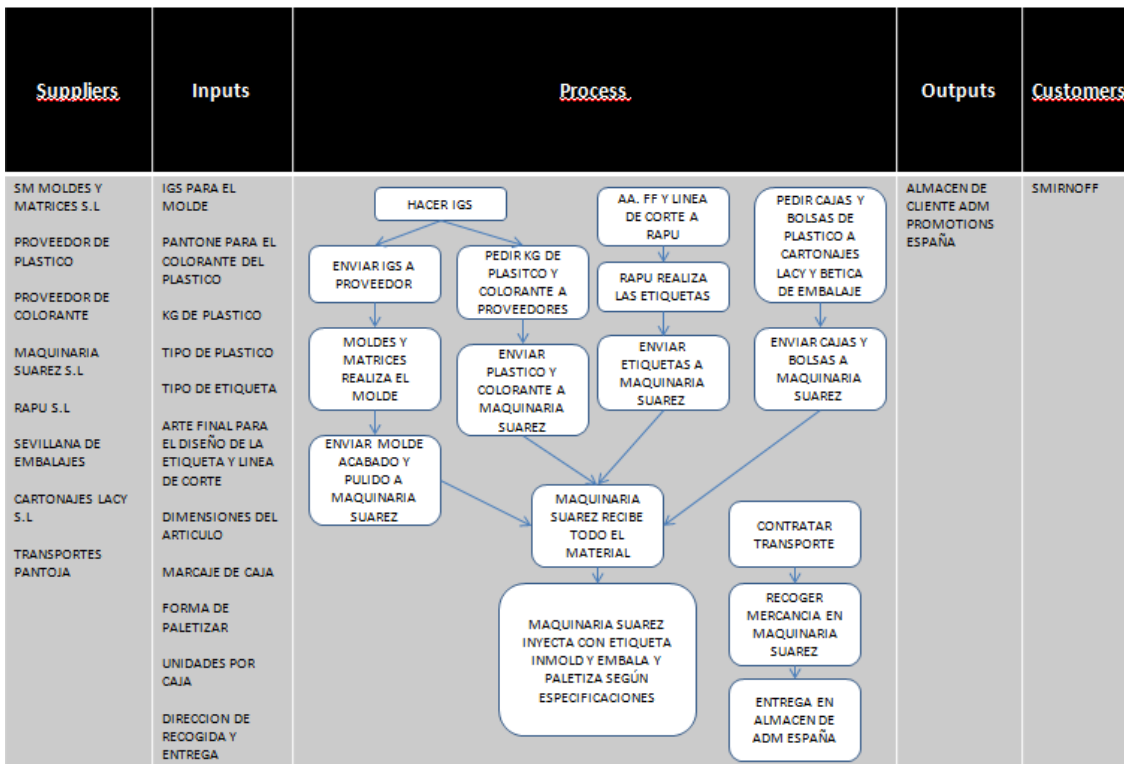 Suppliers
Inputs
Process
Outputs
Customers
SM MOLDES Y
MATRICES S.L
PROVEEDOR DE
PLASTICO
PROVEEDOR DE
COLORANTE
MAQUINARIA
SUAREZ S.L
RAPU S.L
SEVILLANA DE
EMBALAJES
CARTONAJES LACY
S.L
TRANSPORTES
PANTOJA
IGS PARA EL
MOLDE
PANTONE PARA EL
COLORANTE DEL
PLASTICO
KG DE PLASTICO
TIPO DE PLASTICO
TIPO DE ETIQUETA
ARTE FINAL PARA
EL DISEÑO DE LA
ETIQUETA Y LINEA
DE CORTE
DIMENSIONES DEL
ARTICULO
MARCAJE DE CAJA
FORMA DE
PALETIZAR
UNIDADES POR
CAJA
DIRECCION DE
RECOGIDA Y
ENTREGA
HACER IGS
ENVIAR IGS A
PROVEEDOR
MOLDES Y
MATRICES
REALIZA EL
MOLDE
ENVIAR MOLDE
ACABADO Y
PULIDO A
MAQUINARIA
SUAREZ
PEDIR KG DE
PLASITCO Y
COLORANTE A
PROVEEDORES
ENVIAR
PLASTICO Y
COLORANTE A
MAQUINARIA
SUAREZ
AA. FF Y LINEA
DE CORTE A
RAPU
RAPU REALIZA
LAS ETIQUETAS
ENVIAR
ETIQUETAS A
MAQUINARIA
SUAREZ
PEDIR CAJAS Y
BOLSAS DE
PLASTICO A
CARTONAJES
LACY Y BETICA
DE EMBALAJE
ENVIAR CAJAS Y
BOLSAS A
MAQUINARIA
SUAREZ
MAQUINARIA
SUAREZ RECIBE
TODO EL
MATERIAL
MAQUINARIA SUAREZ
INYECTA CON ETIQUETA
INMOLD Y EMBALA Y
PALETIZA SEGÚN
ESPECIFICACIONES
CONTRATAR
TRANSPORTE
RECOGER
MERCANCIA EN
MAQUINARIA
SUAREZ
ENTREGA EN
ALMACEN DE
ADM ESPAÑA
ALMACEN DE
CLIENTE ADM
PROMOTIONS
ESPAÑA
SMIRNOFF